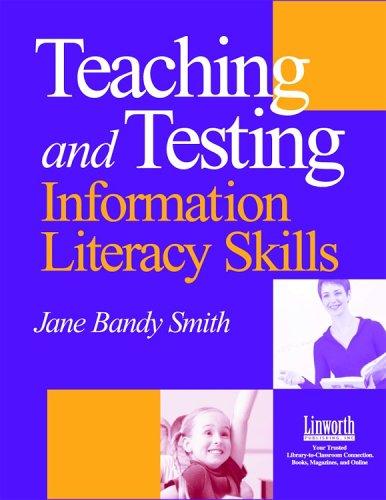 Teaching
and Testing
Information
Literacy Skills
Jane Bandy Smith
Linworth
PUBLISHING, INC
Your Trusted
Library-to-Classroom Connection.
Books, Magazines, and Online